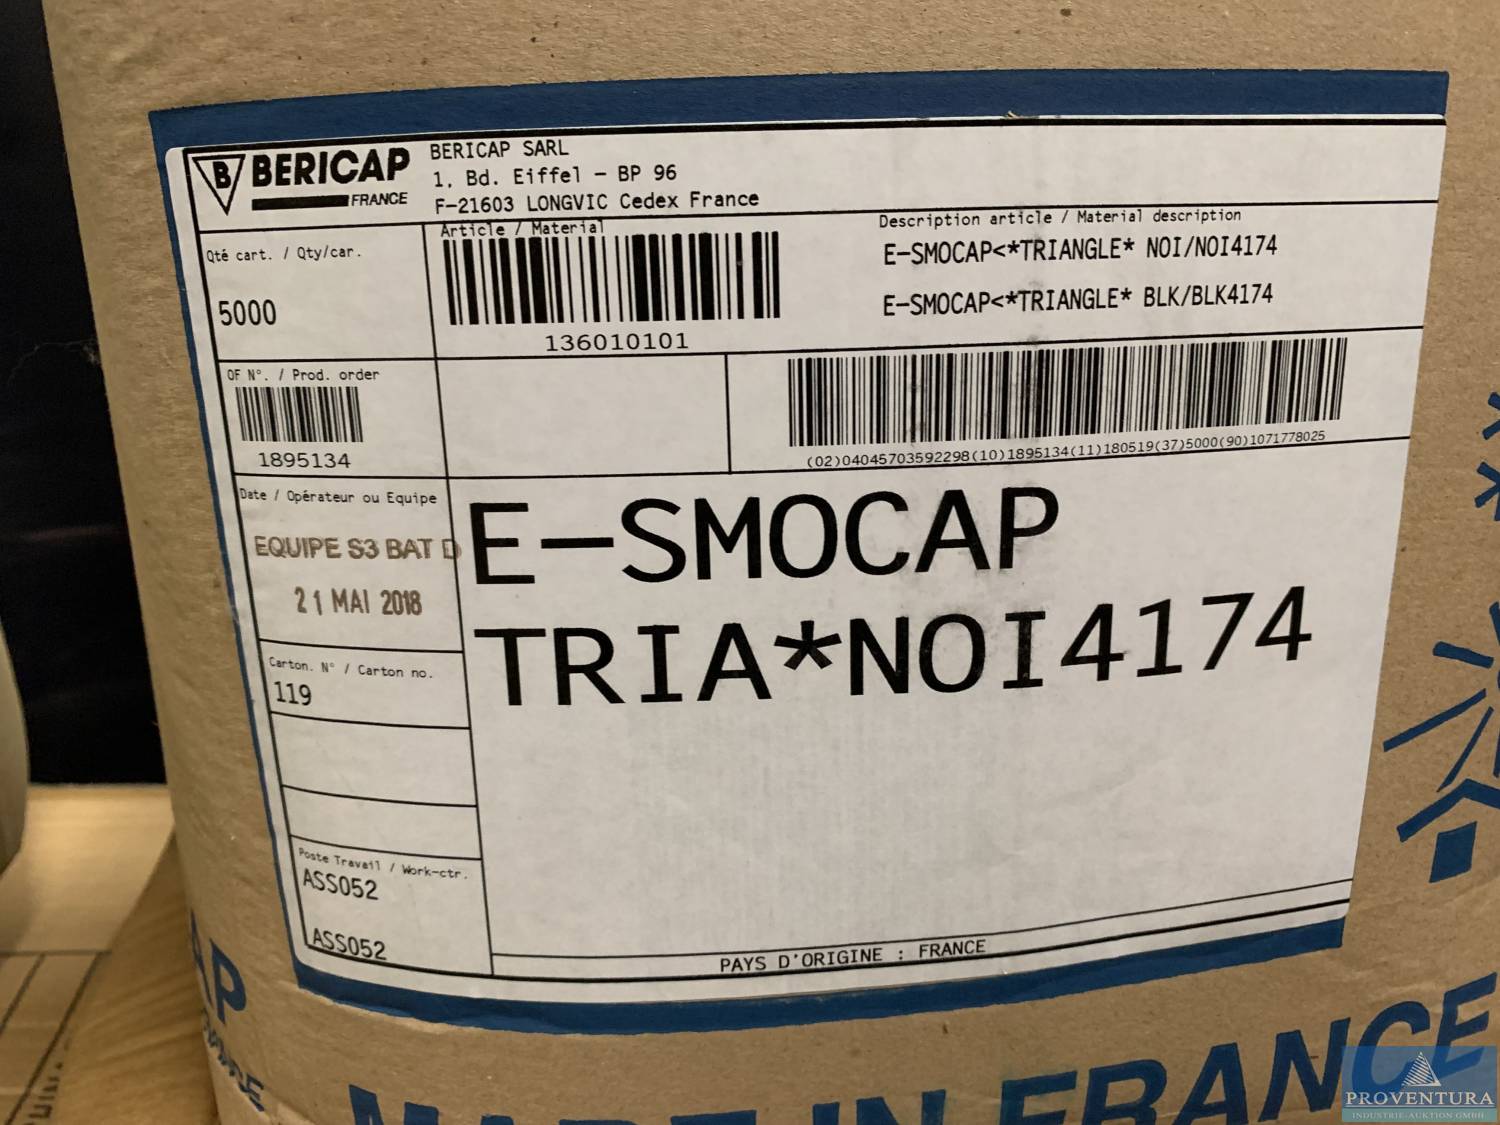 B BERICAP
FRANCE
BERICAP SARL
1, Bd. Eiffel – BP 96
F-21603 LONGVIC Cedex France
Qté cart. / Qty/car.
5000
Article / Material
136010101
Description article / Material description
E-SMOCAP<*TRIANGLE* NOI/NOI4174
E-SMOCAP<*TRIANGLE* BLK/BLK4174
OF N°. / Prod. order
1895134
(02)04045703592298(10)1895134(11)180519(37)5000(90)1071778025
Date / Opérateur ou Equipe
EQUIPE S3 BAT D
21 MAI 2018
E-SMOCAP
TRIA*NOI4174
Carton. N° / Carton no.
119
Poste Travail / Work-ctr.
ASS052
ASS052
PAYS D'ORIGINE : FRANCE
AP
MADE IN FRANCE
PROVENTURA
INDUSTRIE-AUKTION GMBH